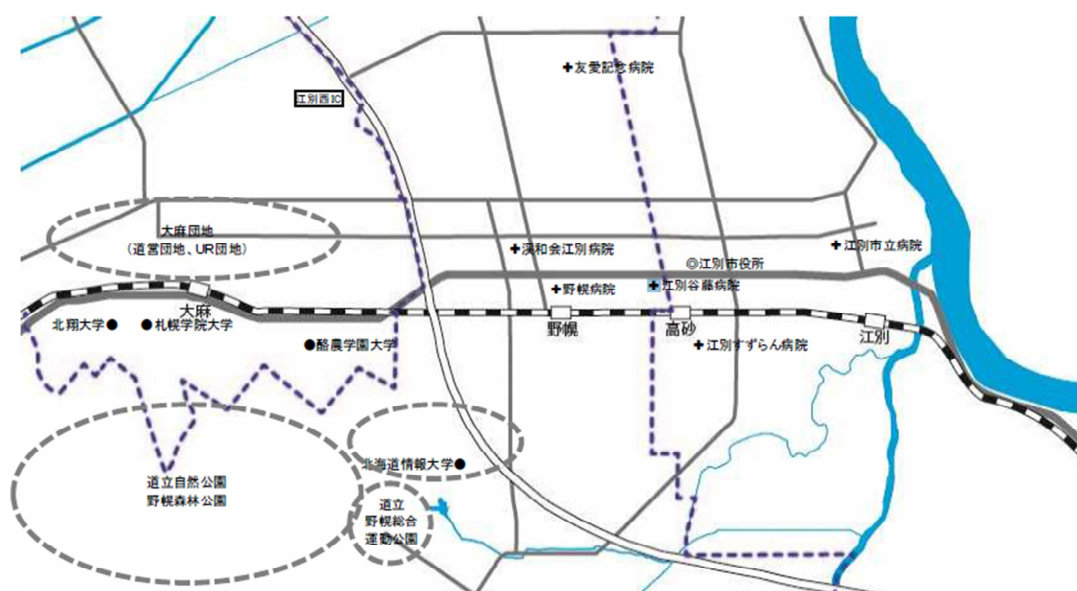 ✚友愛記念病院
江別西IC
大麻団地
（道営団地、UR団地）
✚渓和会江別病院
✚江別市立病院
◎江別市役所
✚野幌病院
✚江別谷藤病院
大麻
北翔大学●
●札幌学院大学
野幌
高砂
江別
●酪農学園大学
✚江別すずらん病院
北海道情報大学●
道立自然公園
野幌森林公園
道立
野幌総合
運動公園